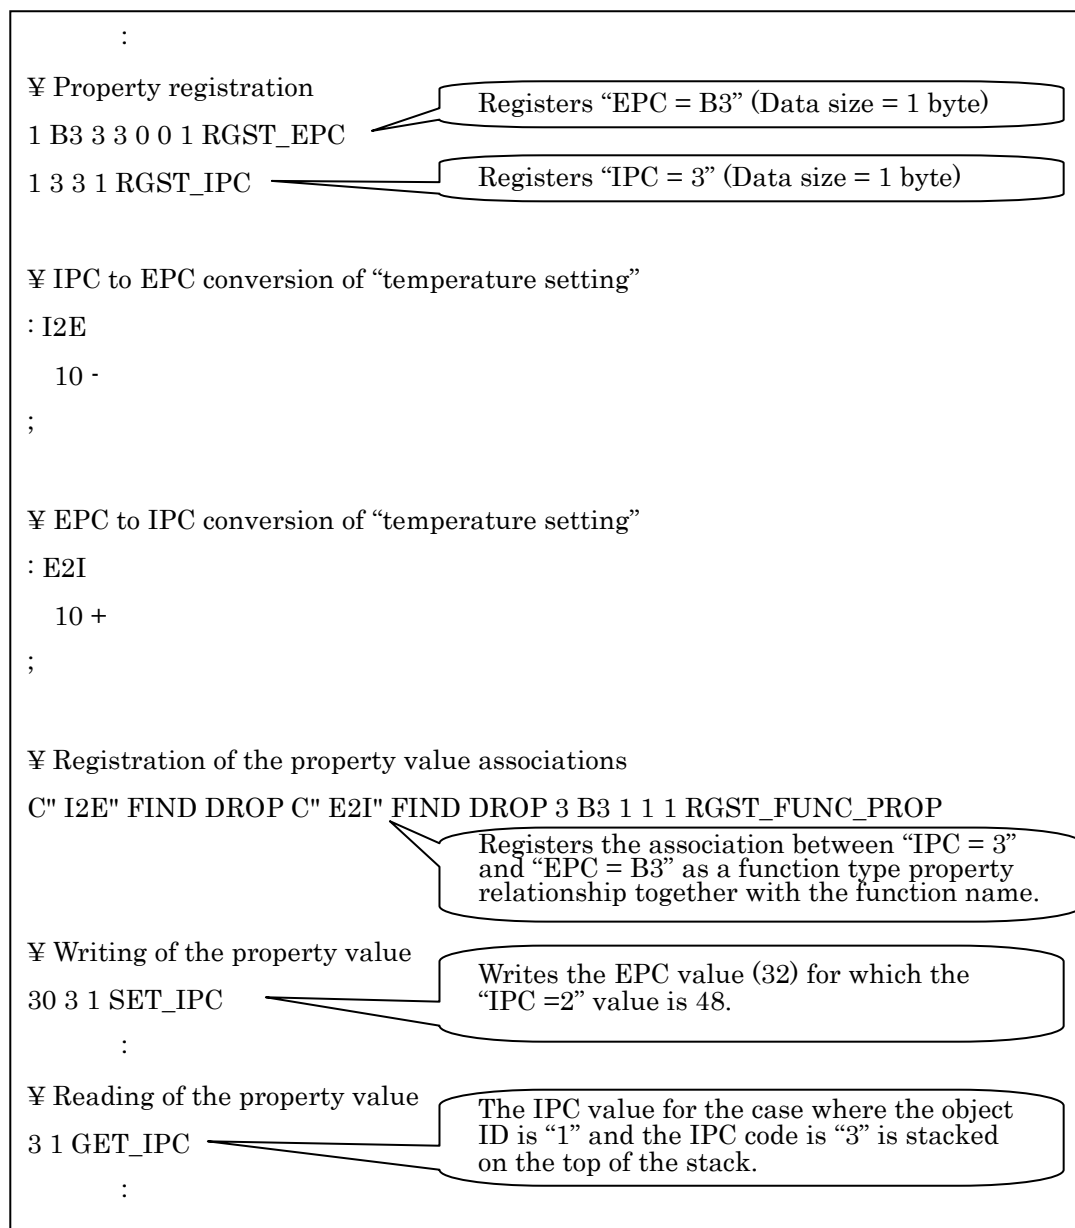 :
¥ Property registration
Registers “EPC = B3” (Data size = 1 byte)
1 B3 3 3 0 0 1 RGST_EPC
1 3 3 1 RGST_IPC
Registers “IPC = 3” (Data size = 1 byte)
¥ IPC to EPC conversion of “temperature setting”
: I2E
10 -
;
¥ EPC to IPC conversion of “temperature setting”
: E2I
10 +
;
¥ Registration of the property value associations
C" I2E" FIND DROP C" E2I" FIND DROP 3 B3 1 1 1 RGST_FUNC_PROP
Registers the association between “IPC = 3”
and “EPC = B3” as a function type property
relationship together with the function name.
¥ Writing of the property value
30 3 1 SET_IPC
Writes the EPC value (32) for which the
“IPC =2” value is 48.
:
¥ Reading of the property value
3 1 GET_IPC
The IPC value for the case where the object
ID is “1” and the IPC code is “3” is stacked
on the top of the stack.
: